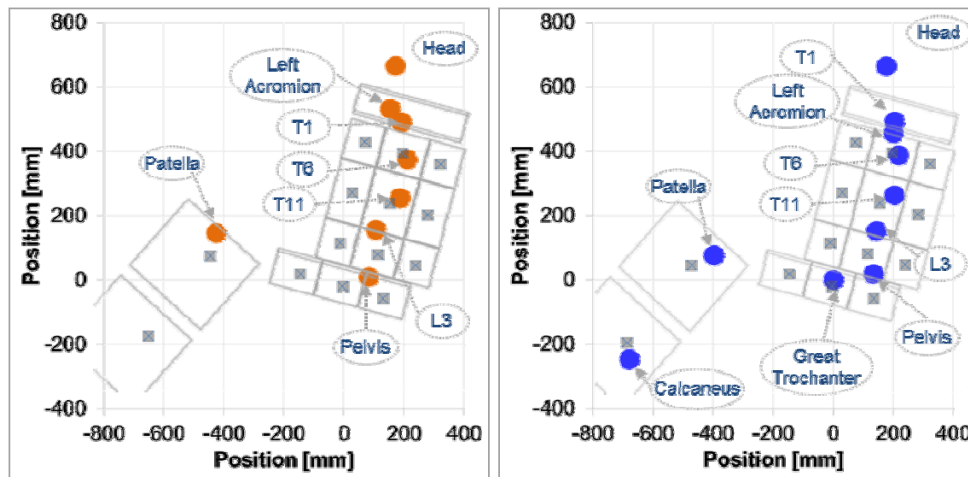 800
600
400
200
0
-200
-400
-800 -600 -400 -200 0 200 400
Position [mm]
Position [mm]
Head
Left
Acromion
T1
T6
Patella
T11
L3
Pelvis
800
600
400
200
0
-200
-400
-800 -600 -400 -200 0 200 400
Position [mm]
Position [mm]
Head
T1
Left
Acromion
T6
Patella
T11
L3
Pelvis
Great
Trochanter
Calcaneus